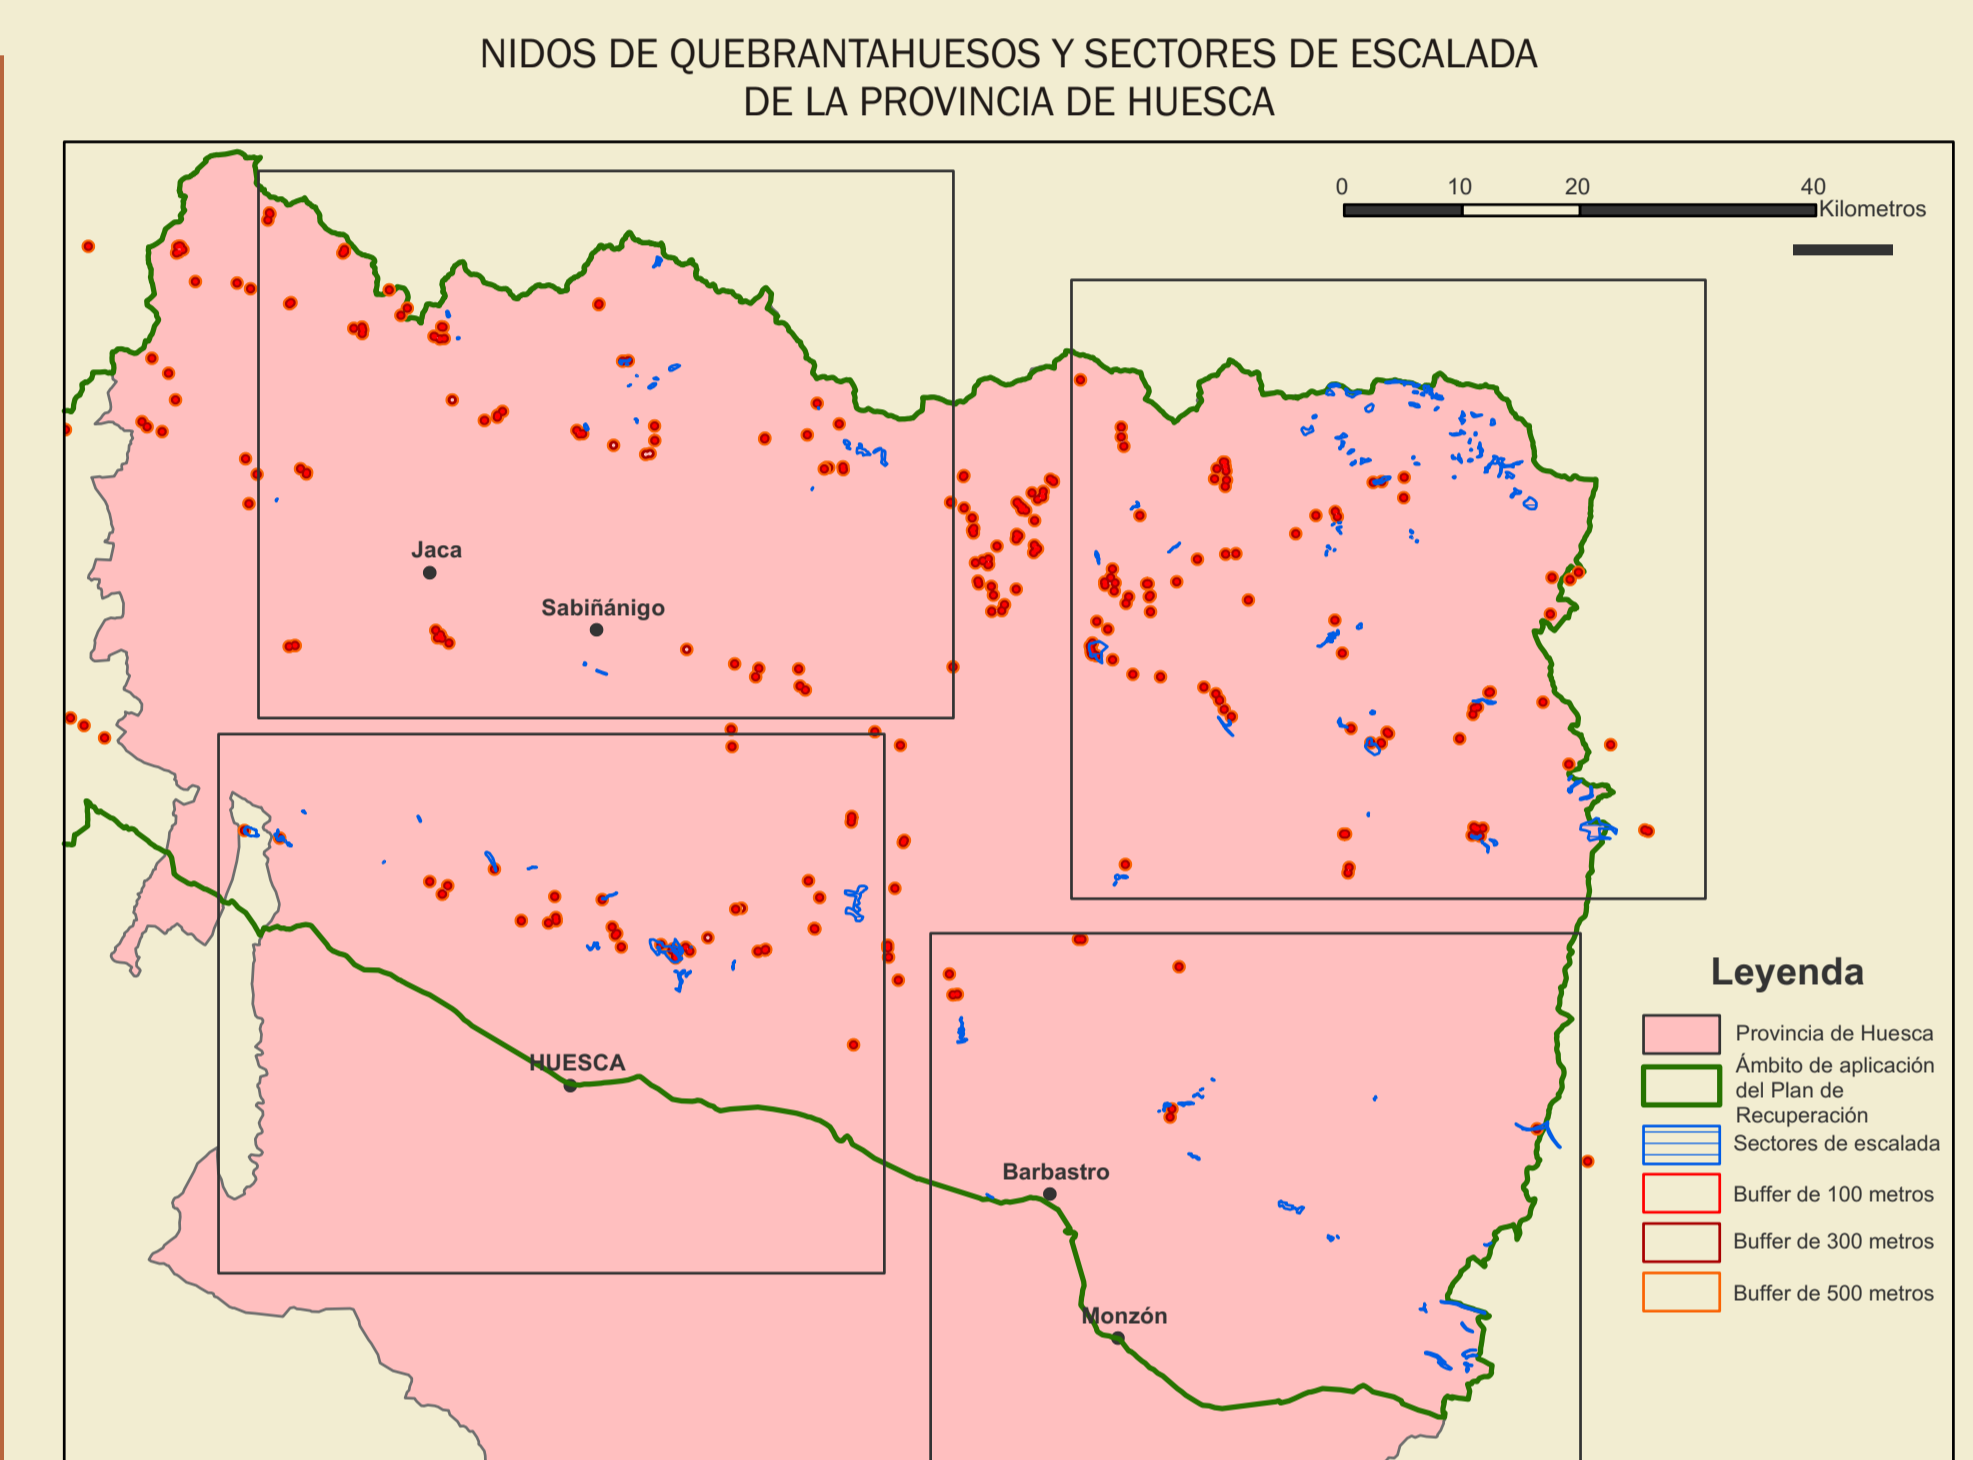 NIDOS DE QUEBRANTAHUESOS Y SECTORES DE ESCALADA
DE LA PROVINCIA DE HUESCA
0 10 20 40
Kilometros
Jaca
Sabiñánigo
HUESCA
Barbastro
Monzón
Leyenda
Provincia de Huesca
Ámbito de aplicación
del Plan de
Recuperación
Sectores de escalada
Buffer de 100 metros
Buffer de 300 metros
Buffer de 500 metros